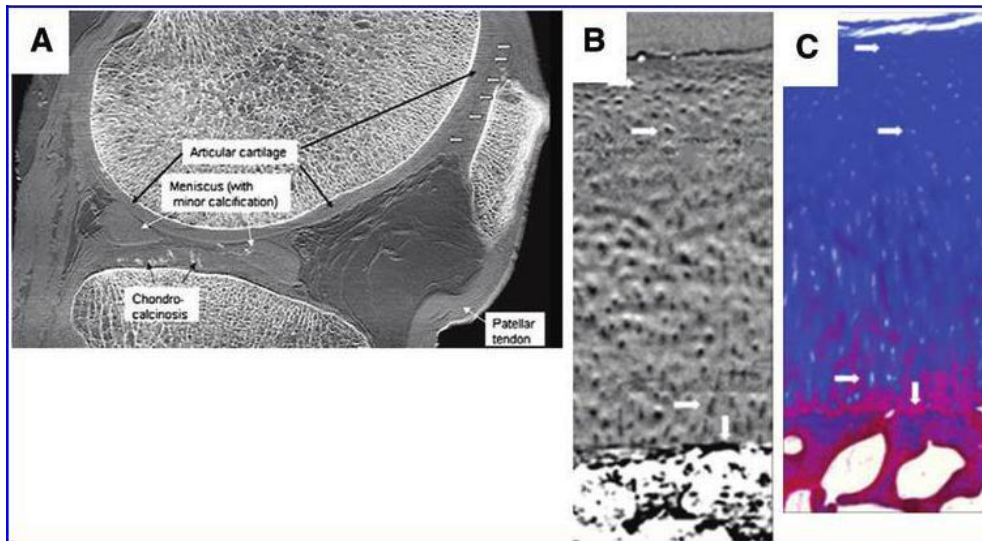 A
Articular cartilage
Meniscus (with
minor calcification)
Chondro-
calcinosis
Patellar
tendon
B
C